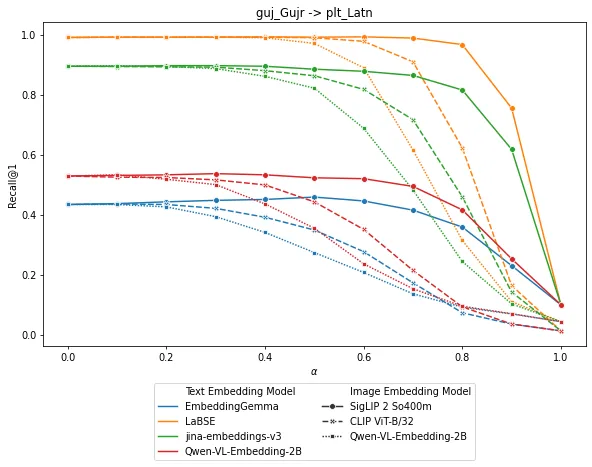 guj_Gujr -> plt_Latn
1.0
0.8
0.6
0.4
0.2
0.0
Recall@1
0.0 0.2 0.4 0.6 0.8 1.0
α
Text Embedding Model Image Embedding Model
EmbeddingGemma SigLIP 2 So400m
LaBSE CLIP ViT-B/32
jina-embeddings-v3 Qwen-VL-Embedding-2B
Qwen-VL-Embedding-2B